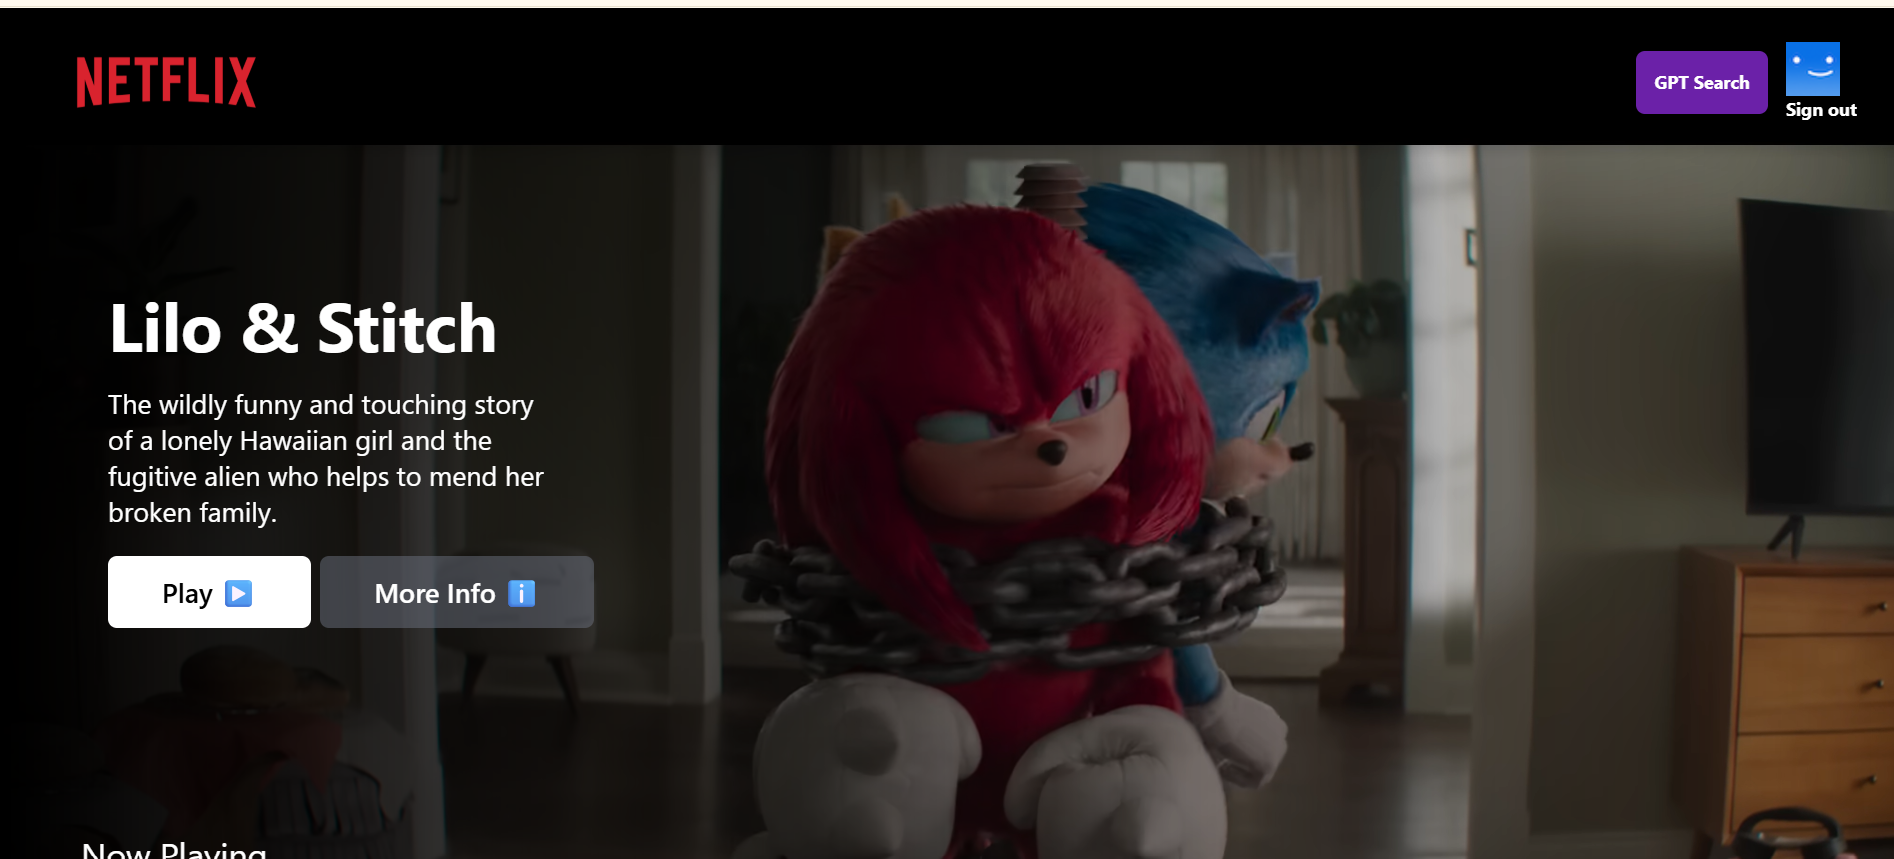 NETFLIX
GPT Search
Sign out
Lilo & Stitch
The wildly funny and touching story
of a lonely Hawaiian girl and the
fugitive alien who helps to mend her
broken family.
Play
More Info
Now Playing